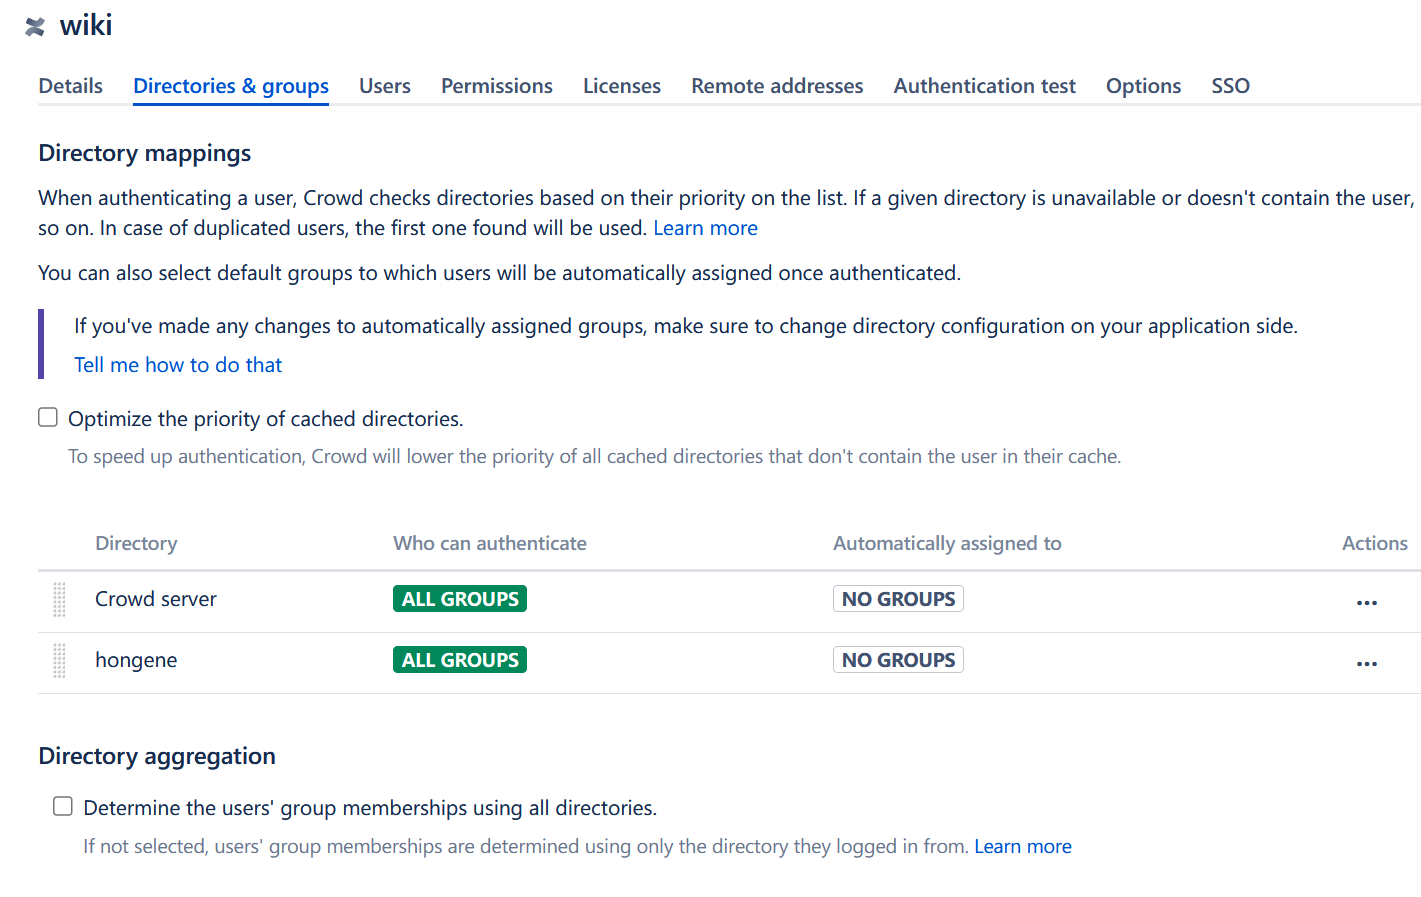 wiki
Details Directories & groups Users Permissions Licenses Remote addresses Authentication test Options SSO
Directory mappings
When authenticating a user, Crowd checks directories based on their priority on the list. If a given directory is unavailable or doesn't contain the user,
so on. In case of duplicated users, the first one found will be used. Learn more
You can also select default groups to which users will be automatically assigned once authenticated.
If you've made any changes to automatically assigned groups, make sure to change directory configuration on your application side.
Tell me how to do that
Optimize the priority of cached directories.
To speed up authentication, Crowd will lower the priority of all cached directories that don't contain the user in their cache.
Directory Who can authenticate Automatically assigned to Actions
Crowd server ALL GROUPS NO GROUPS
hongene ALL GROUPS NO GROUPS
Directory aggregation
Determine the users' group memberships using all directories.
If not selected, users' group memberships are determined using only the directory they logged in from. Learn more